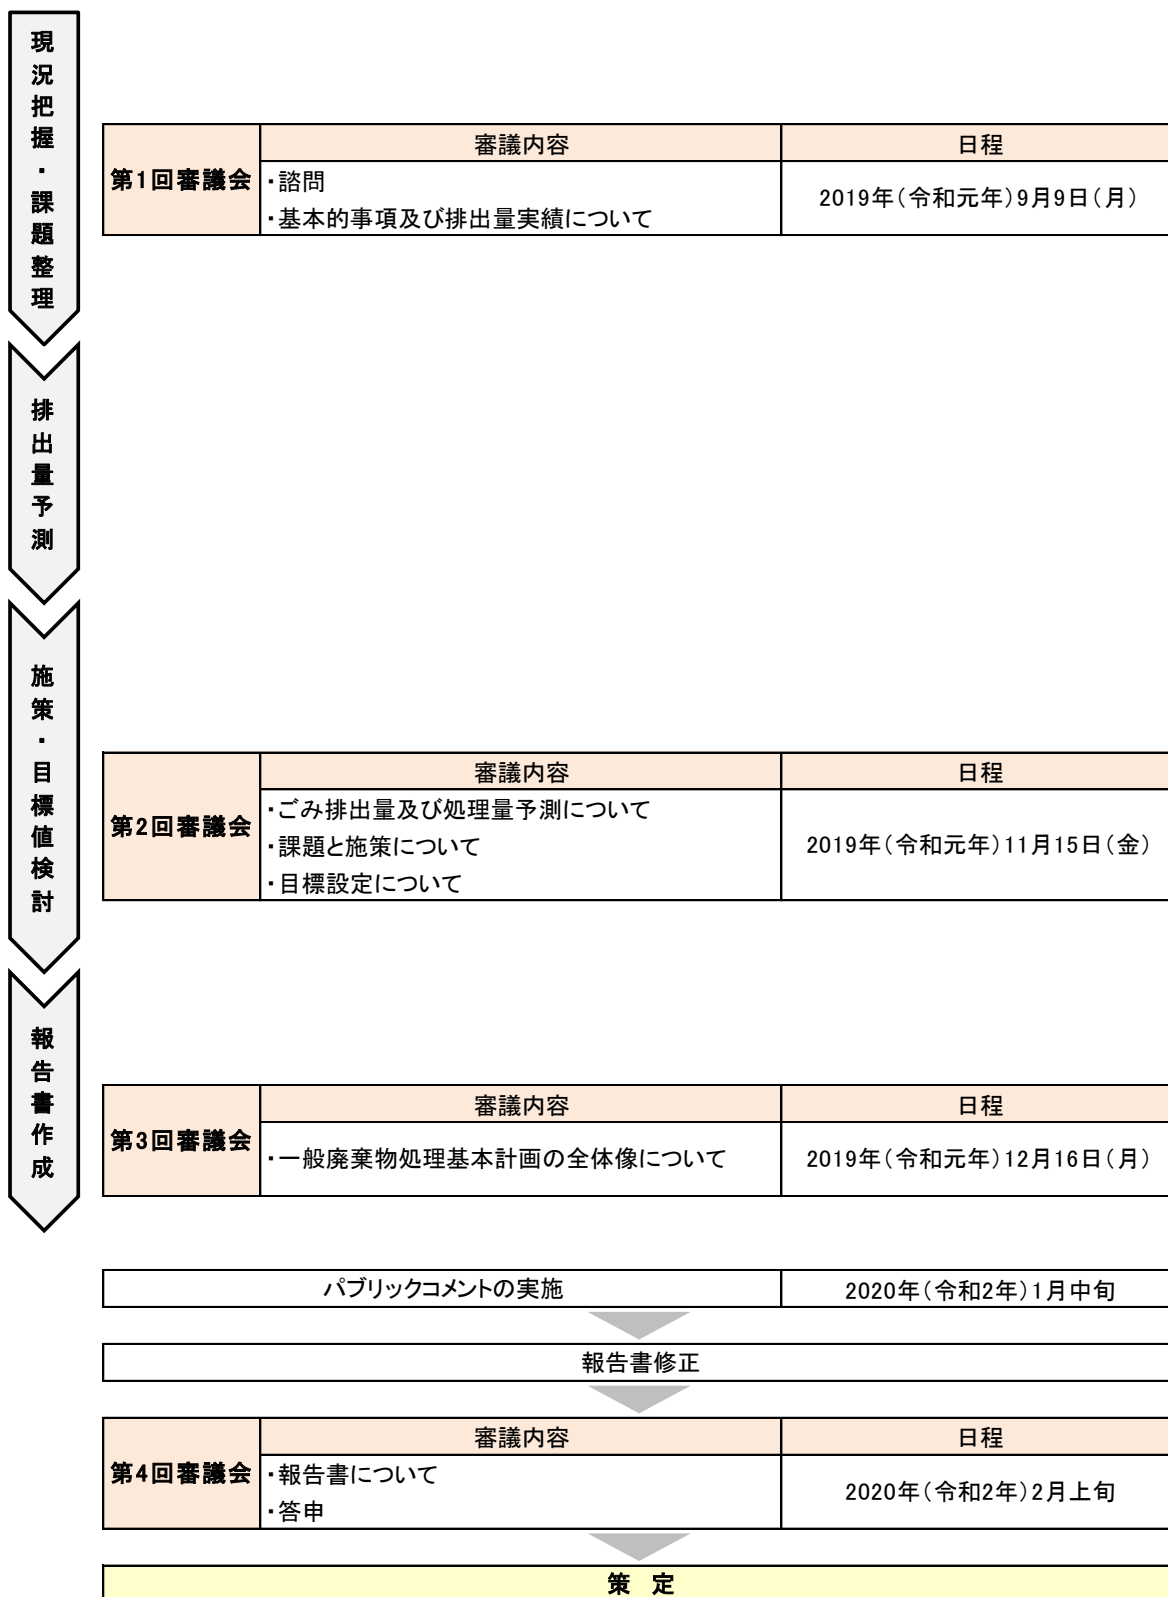 現況把握・課題整理
審議内容
日程
第1回審議会
・諮問
・基本的事項及び排出量実績について
2019年(令和元年)9月9日(月)
排出量予測
施策・目標値検討
審議内容
日程
第2回審議会
・ごみ排出量及び処理量予測について
・課題と施策について
・目標設定について
2019年(令和元年)11月15日(金)
報告書作成
審議内容
日程
第3回審議会
・一般廃棄物処理基本計画の全体像について
2019年(令和元年)12月16日(月)
パブリックコメントの実施
2020年(令和2年)1月中旬
報告書修正
審議内容
日程
第4回審議会
・報告書について
・答申
2020年(令和2年)2月上旬
策　定